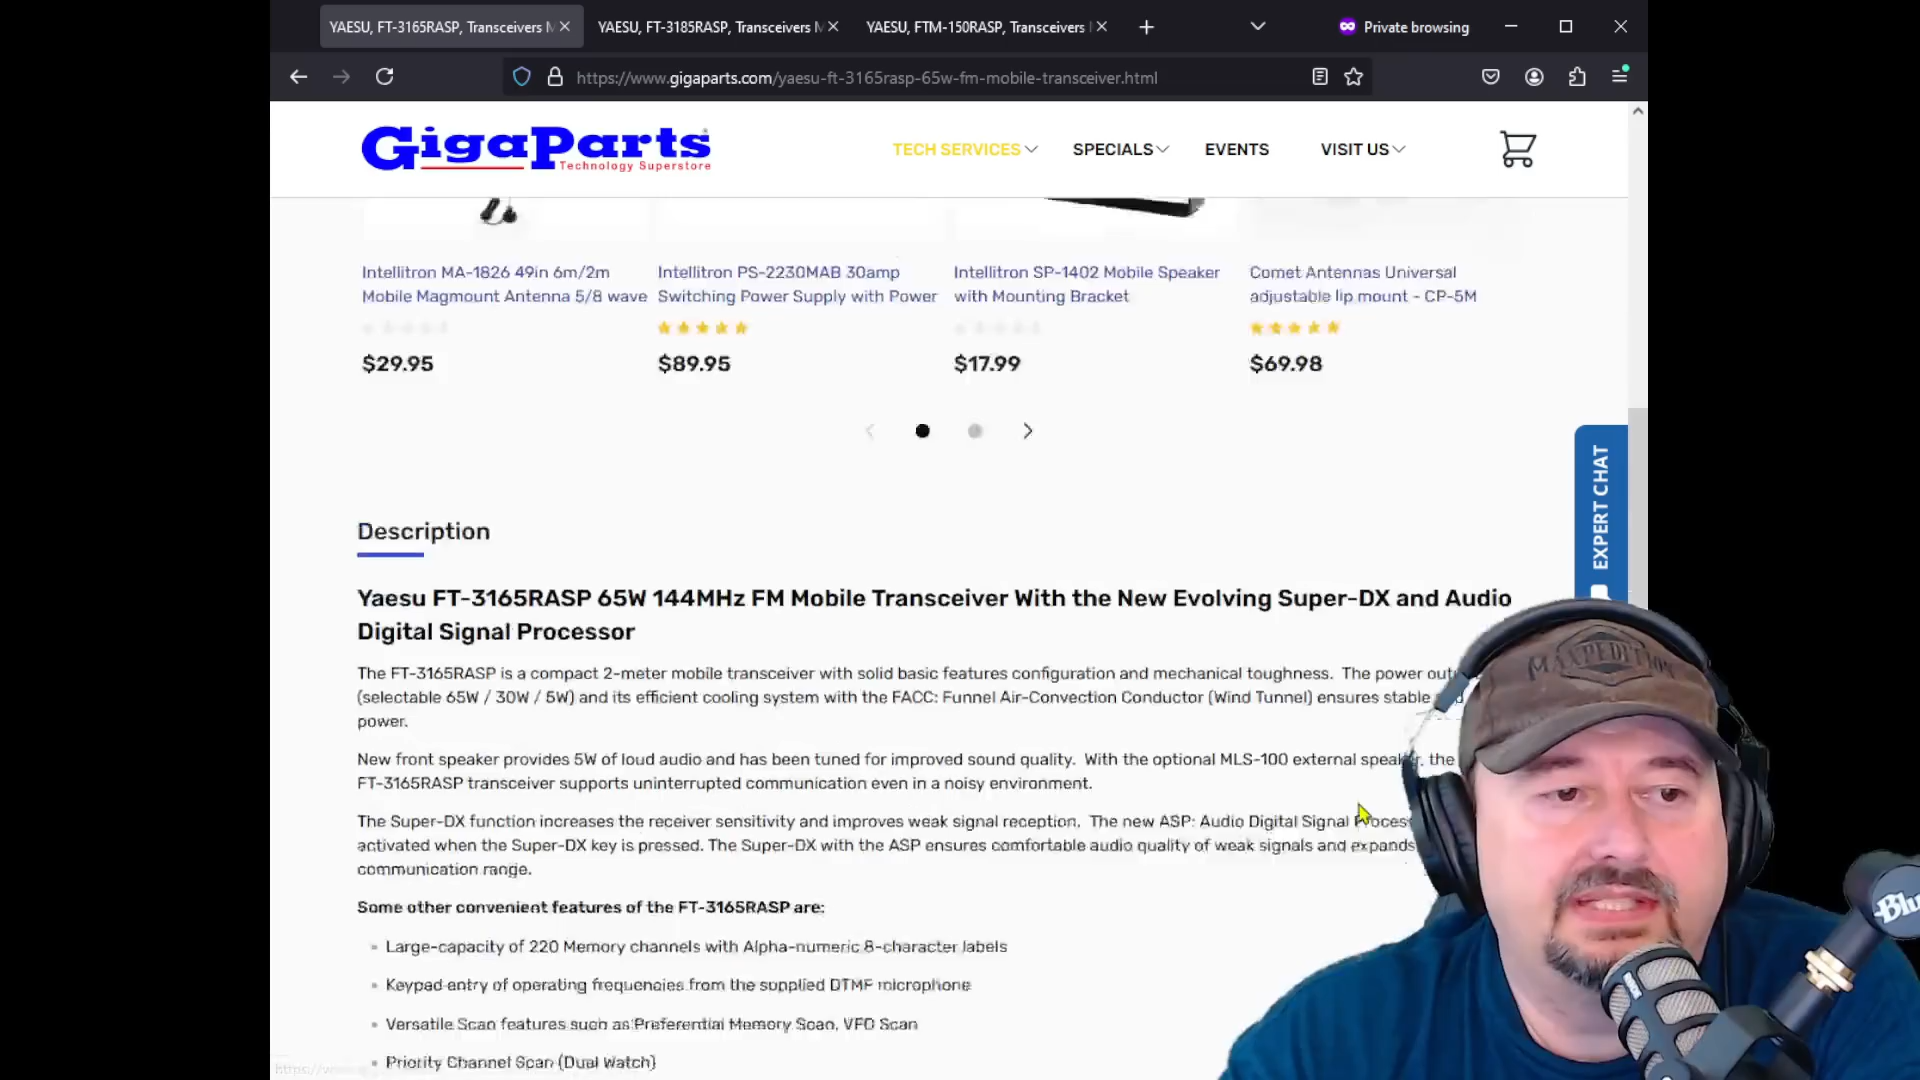 YAESU, FT-3165RASP, Transceivers M
YAESU, FT-3185RASP, Transceivers M
YAESU, FTM-150RASP, Transceivers
Private browsing
https://www.gigaparts.com/yaesu-ft-3165rasp-65w-fm-mobile-transceiver.html
GigaParts
Technology Superstore
TECH SERVICES
SPECIALS
EVENTS
VISIT US
Intellitron MA-1826 49in 6m/2m
Mobile Magmount Antenna 5/8 wave
$29.95
Intellitron PS-2230MAB 30amp
Switching Power Supply with Power
$89.95
Intellitron SP-1402 Mobile Speaker
with Mounting Bracket
$17.99
Comet Antennas Universal
adjustable lip mount - CP-5M
$69.98
EXPERT CHAT
Description
Yaesu FT-3165RASP 65W 144MHz FM Mobile Transceiver With the New Evolving Super-DX and Audio
Digital Signal Processor
The FT-3165RASP is a compact 2-meter mobile transceiver with solid basic features configuration and mechanical toughness. The power
(selectable 65W / 30W / 5W) and its efficient cooling system with the FACC: Funnel Air-Convection Conductor (Wind Tunnel) ensures stable
power.
New front speaker provides 5W of loud audio and has been tuned for improved sound quality. With the optional MLS-100 external speaker, the
FT-3165RASP transceiver supports uninterrupted communication even in a noisy environment.
The Super-DX function increases the receiver sensitivity and improves weak signal reception. The new ASP: Audio Digital Signal Proces
activated when the Super-DX key is pressed. The Super-DX with the ASP ensures comfortable audio quality of weak signals and expands
communication range.
Some other convenient features of the FT-3165RASP are:
Large-capacity of 220 Memory channels with Alpha-numeric 8-character labels
Keypad entry of operating frequencies from the supplied DTMF microphone
Versatile Scan features such as Preferential Memory Scan, VFO Scan
Priority Channel Scan (Dual Watch)
MAXPEDITION
Blu